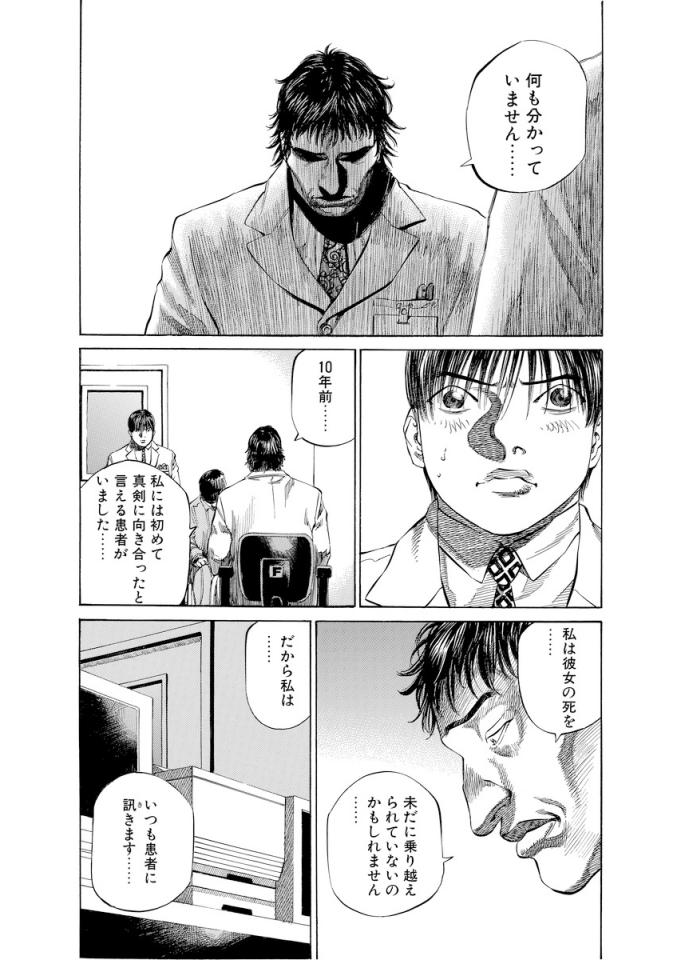 何も分かって
いません……
10年前……
私には初めて
真剣に向き合ったと
言える患者が
いました……
F
私は彼女の死を
……
未だに乗り越え
られていないの
かもしれません
……
だから私は
……
いつも患者に
訊きます……
き